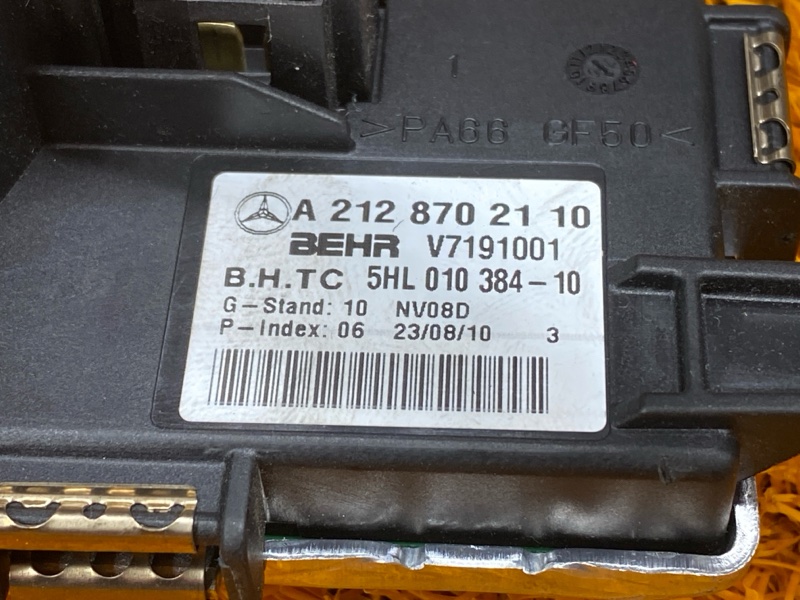 >PA66 GF50<
A 212 870 21 10
BEHR V7191001
B.H.TC 5HL 010 384-10
G-Stand: 10 NV08D
P-Index: 06 23/08/10 3